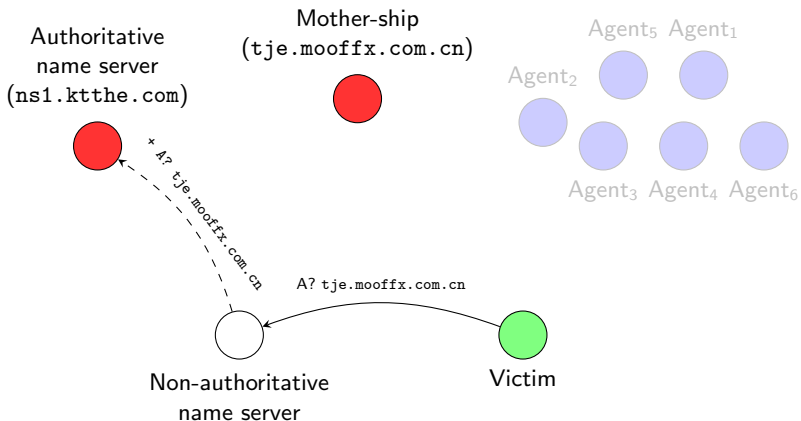 Authoritative
name server
(ns1.ktthe.com)
Mother-ship
(tje.mooffx.com.cn)
Agent₅
Agent₁
Agent₂
Agent₃
Agent₄
Agent₆
+ A? tje.mooffx.com.cn
A? tje.mooffx.com.cn
Non-authoritative
name server
Victim